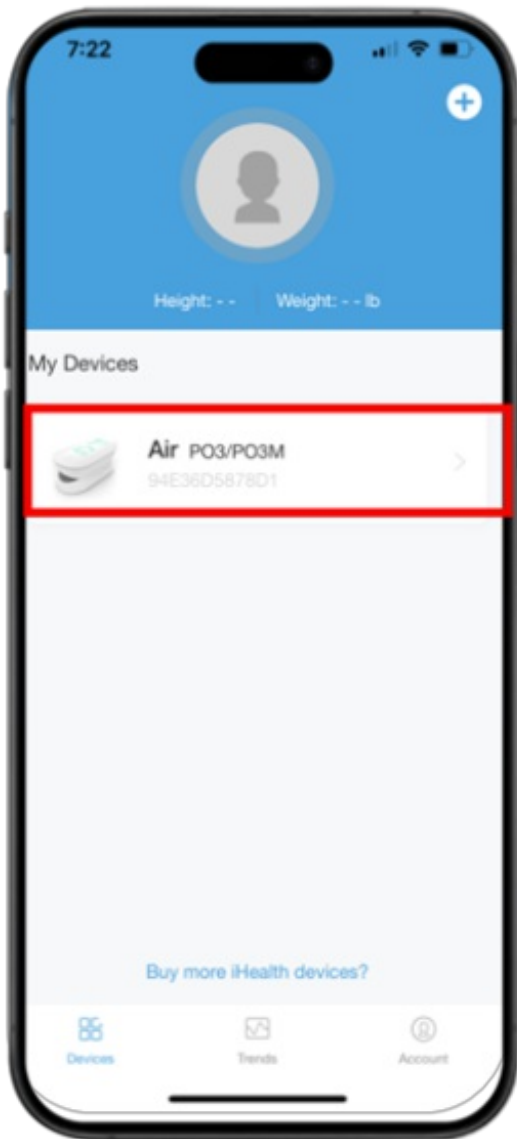 7:22
Height: - - Weight: - - lb
My Devices
Air PO3/PO3M
94E36D5878D1
Buy more iHealth devices?
Devices Trends Account